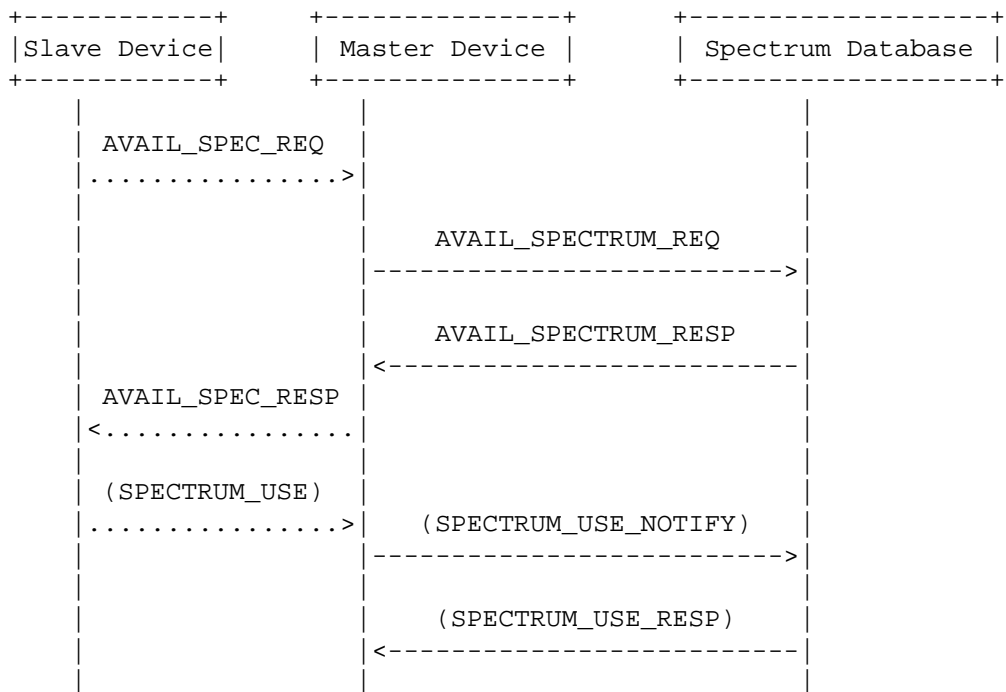 Slave Device Master Device Spectrum Database
AVAIL_SPEC_REQ
AVAIL_SPECTRUM_REQ
AVAIL_SPECTRUM_RESP
AVAIL_SPEC_RESP
(SPECTRUM_USE)
(SPECTRUM_USE_NOTIFY)
(SPECTRUM_USE_RESP)